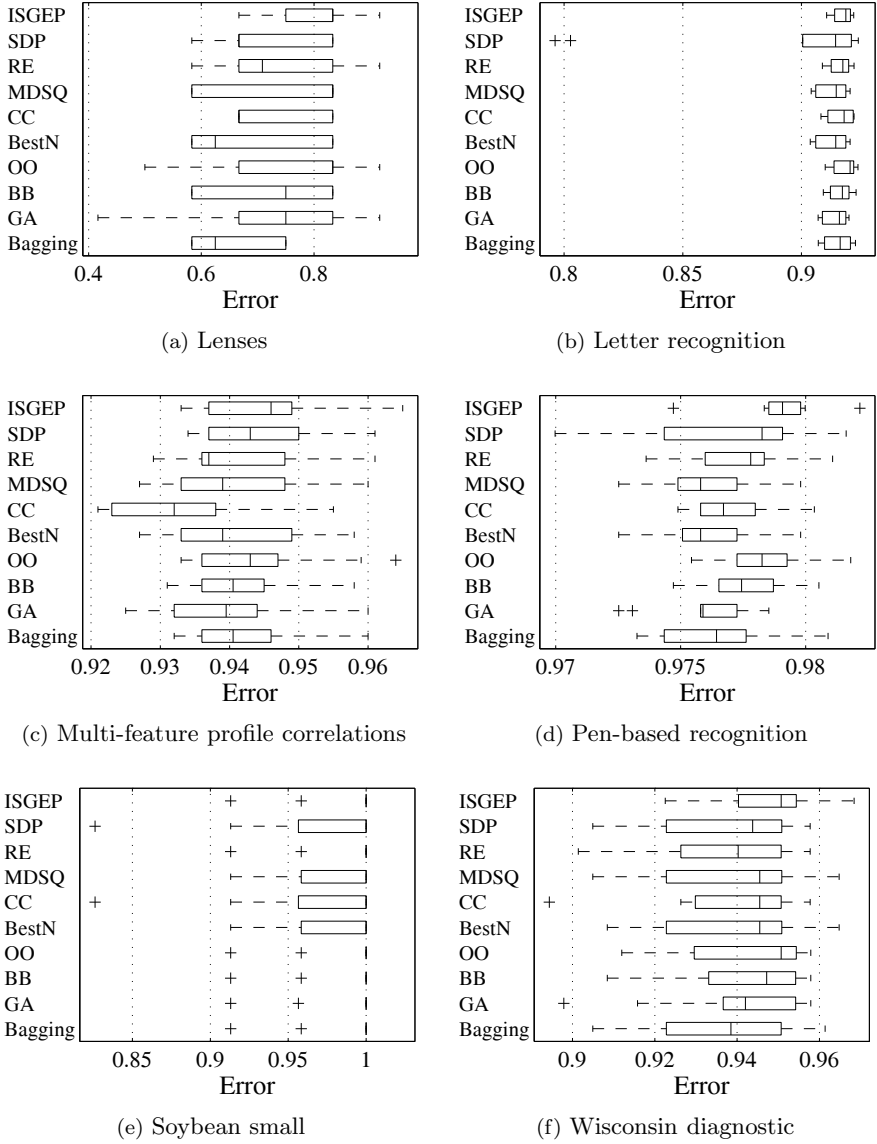 ISGEP
SDP
RE
MDSQ
CC
BestN
OO
BB
GA
Bagging
0.4 0.6 0.8
Error
(a) Lenses
ISGEP
SDP
RE
MDSQ
CC
BestN
OO
BB
GA
Bagging
0.8 0.85 0.9
Error
(b) Letter recognition
ISGEP
SDP
RE
MDSQ
CC
BestN
OO
BB
GA
Bagging
0.92 0.93 0.94 0.95 0.96
Error
(c) Multi-feature profile correlations
ISGEP
SDP
RE
MDSQ
CC
BestN
OO
BB
GA
Bagging
0.97 0.975 0.98
Error
(d) Pen-based recognition
ISGEP
SDP
RE
MDSQ
CC
BestN
OO
BB
GA
Bagging
0.85 0.9 0.95 1
Error
(e) Soybean small
ISGEP
SDP
RE
MDSQ
CC
BestN
OO
BB
GA
Bagging
0.9 0.92 0.94 0.96
Error
(f) Wisconsin diagnostic